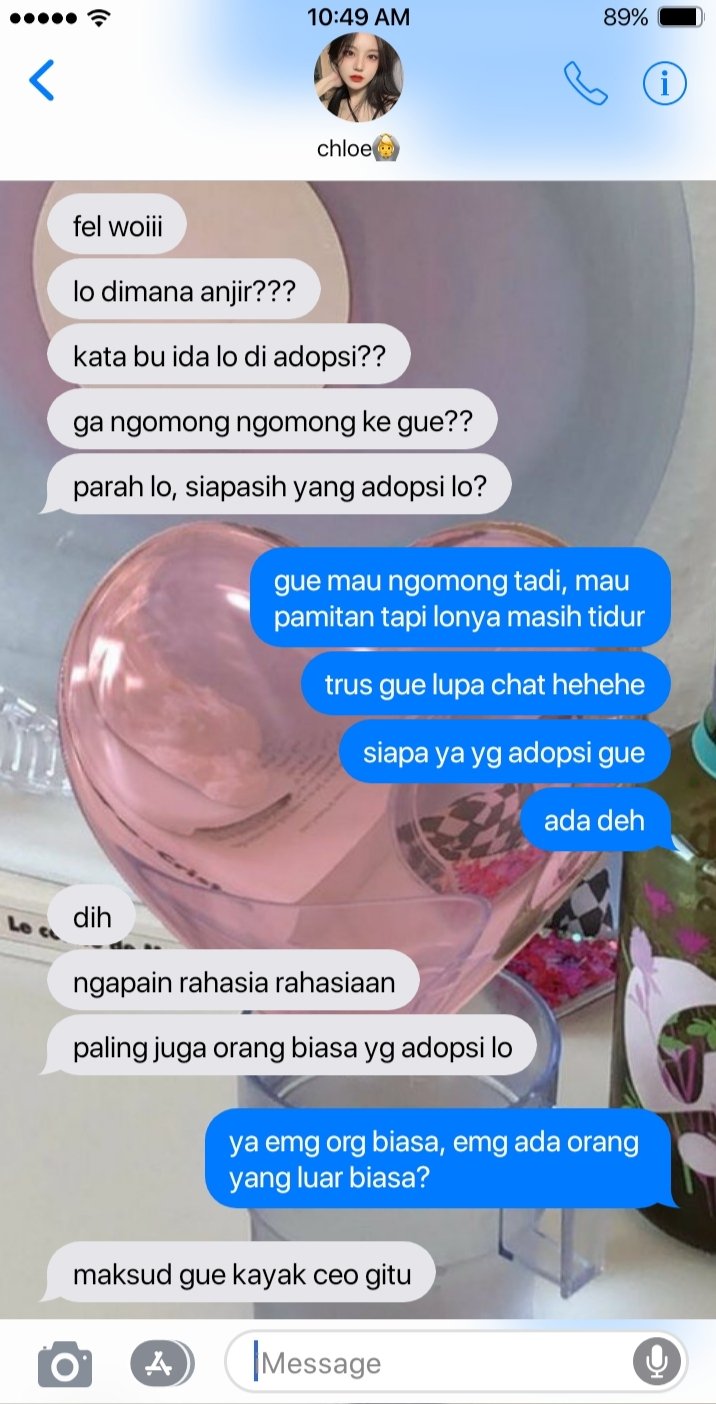 10:49 AM
89%
chloe
fel woiii
lo dimana anjir???
kata bu ida lo di adopsi??
ga ngomong ngomong ke gue??
parah lo, siapasih yang adopsi lo?
gue mau ngomong tadi, mau
pamitan tapi lonya masih tidur
trus gue lupa chat hehehe
siapa ya yg adopsi gue
ada deh
dih
ngapain rahasia rahasiaan
paling juga orang biasa yg adopsi lo
ya emg org biasa, emg ada orang
yang luar biasa?
maksud gue kayak ceo gitu
Message